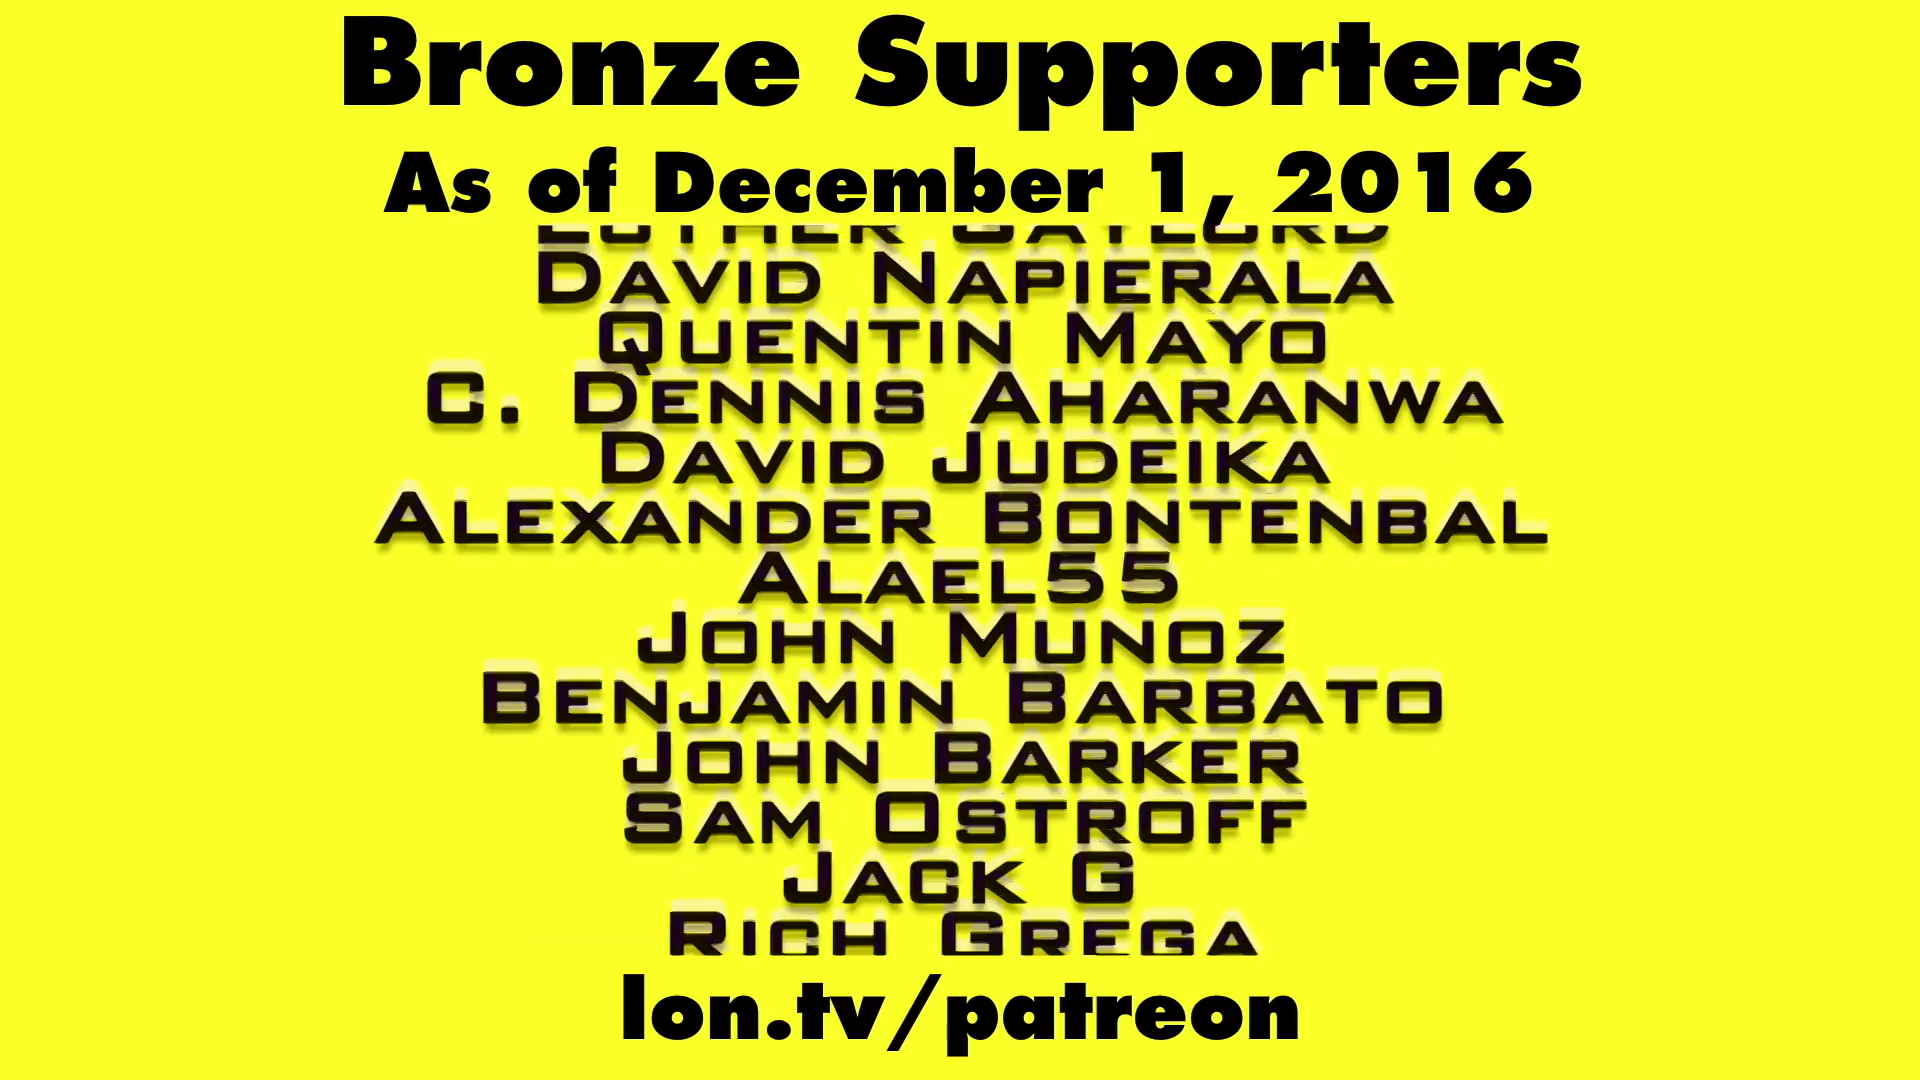 Bronze Supporters
As of December 1, 2016
David Napierala
Quentin Mayo
C. Dennis Aharanwa
David Judeika
Alexander Bontenbal
Alael55
John Munoz
Benjamin Barbato
John Barker
Sam Ostroff
Jack G
Rich Grega
lon.tv/patreon